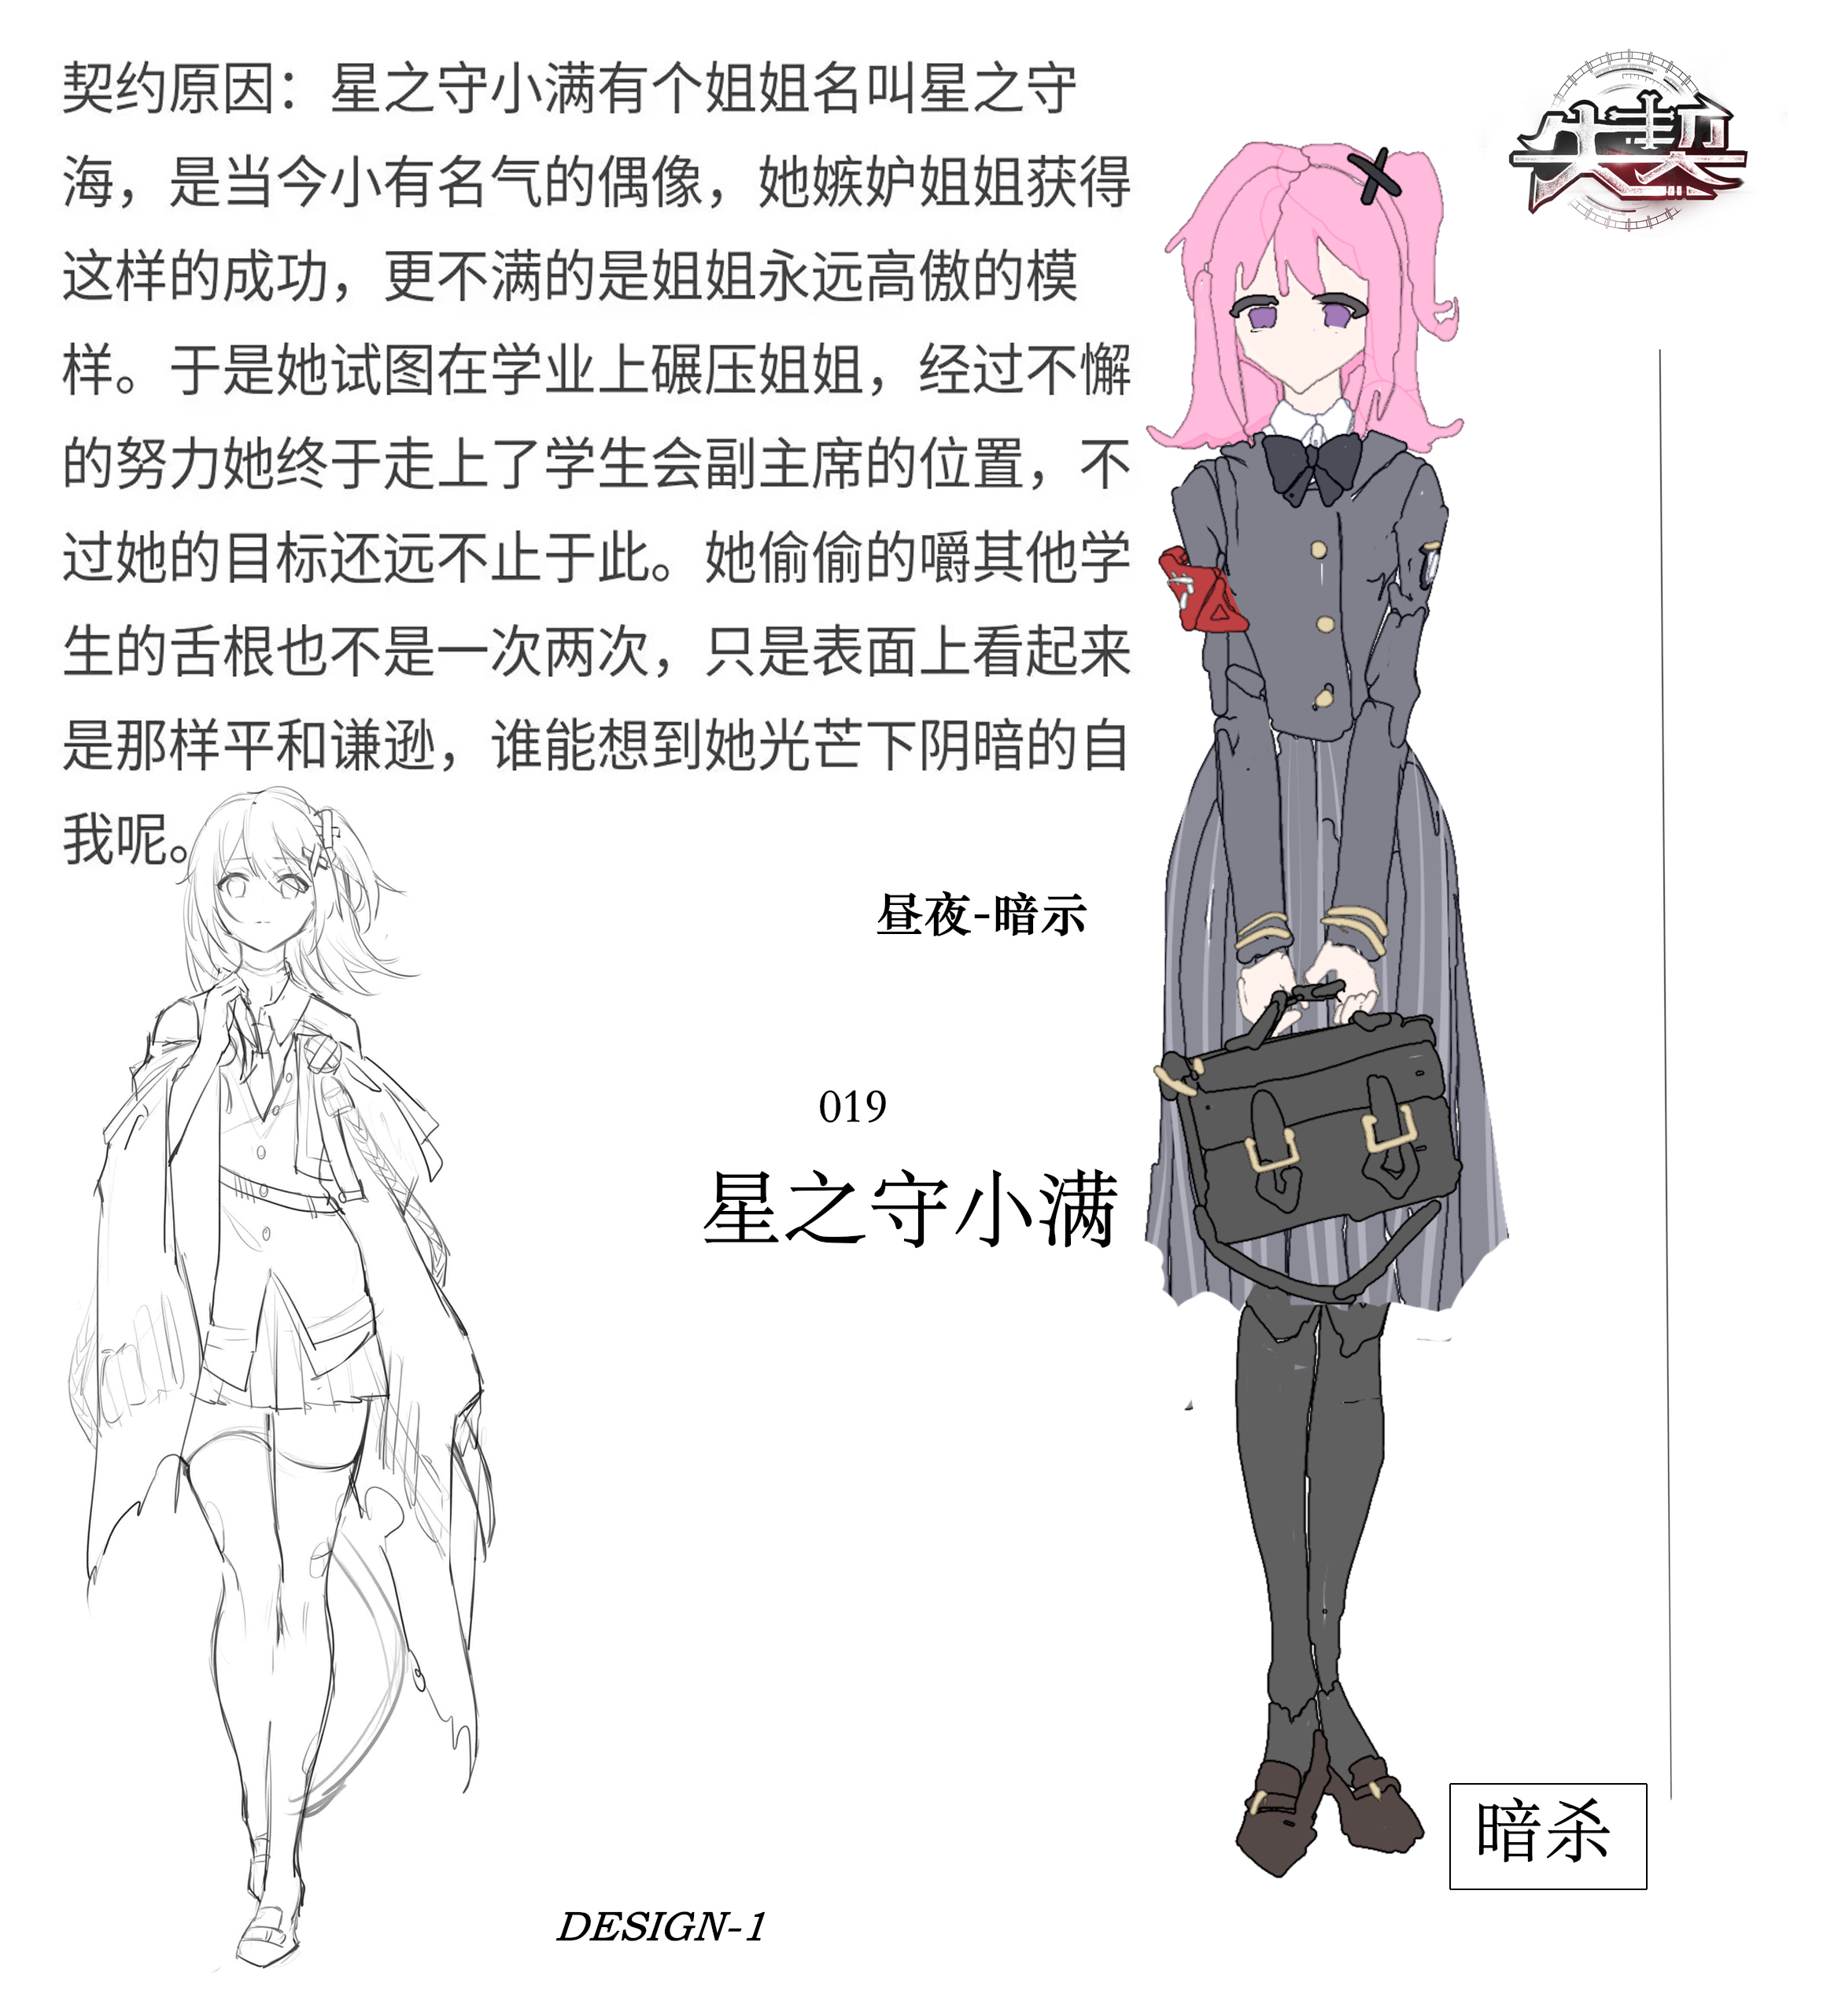 契约原因：星之守小满有个姐姐名叫星之守
海，是当今小有名气的偶像，她嫉妒姐姐获得
这样的成功，更不满的是姐姐永远高傲的模
样。于是她试图在学业上碾压姐姐，经过不懈
的努力她终于走上了学生会副主席的位置，不
过她的目标还远不止于此。她偷偷的嚼其他学
生的舌根也不是一次两次，只是表面上看起来
是那样平和谦逊，谁能想到她光芒下阴暗的自
我呢。
失契
昼夜-暗示
019
星之守小满
暗杀
DESIGN-1